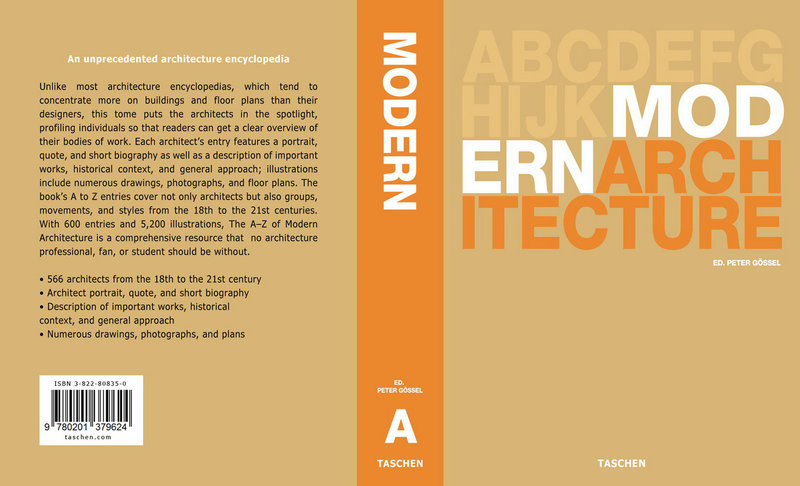 An unprecedented architecture encyclopedia
Unlike most architecture encyclopedias, which tend to
concentrate more on buildings and floor plans than their
designers, this tome puts the architects in the spotlight,
profiling individuals so that readers can get a clear overview of
their bodies of work. Each architect's entry features a portrait,
quote, and short biography as well as a description of important
works, historical context, and general approach; illustrations
include numerous drawings, photographs, and floor plans. The
book's A to Z entries cover not only architects but also groups,
movements, and styles from the 18th to the 21st centuries.
With 600 entries and 5,200 illustrations, The A–Z of Modern
Architecture is a comprehensive resource that no architecture
professional, fan, or student should be without.
• 566 architects from the 18th to the 21st century
• Architect portrait, quote, and short biography
• Description of important works, historical
context, and general approach
• Numerous drawings, photographs, and plans
ISBN 3-822-80835-0
9 780201 379624
taschen.com
MODERN
ED.
PETER GÖSSEL
A
TASCHEN
ABCDEFG
HIJKMOD
ERNARCH
ITECTURE
ED. PETER GÖSSEL
TASCHEN